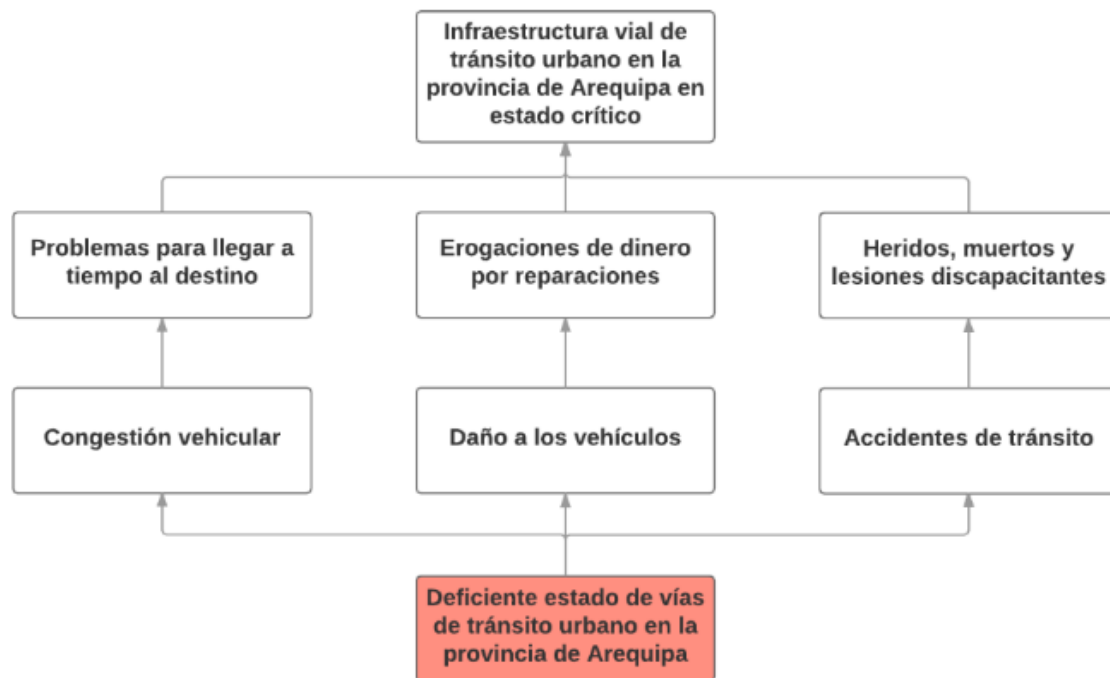 Infraestructura vial de
tránsito urbano en la
provincia de Arequipa en
estado crítico
Problemas para llegar a
tiempo al destino
Erogaciones de dinero
por reparaciones
Heridos, muertos y
lesiones discapacitantes
Congestión vehicular
Daño a los vehículos
Accidentes de tránsito
Deficiente estado de vías
de tránsito urbano en la
provincia de Arequipa